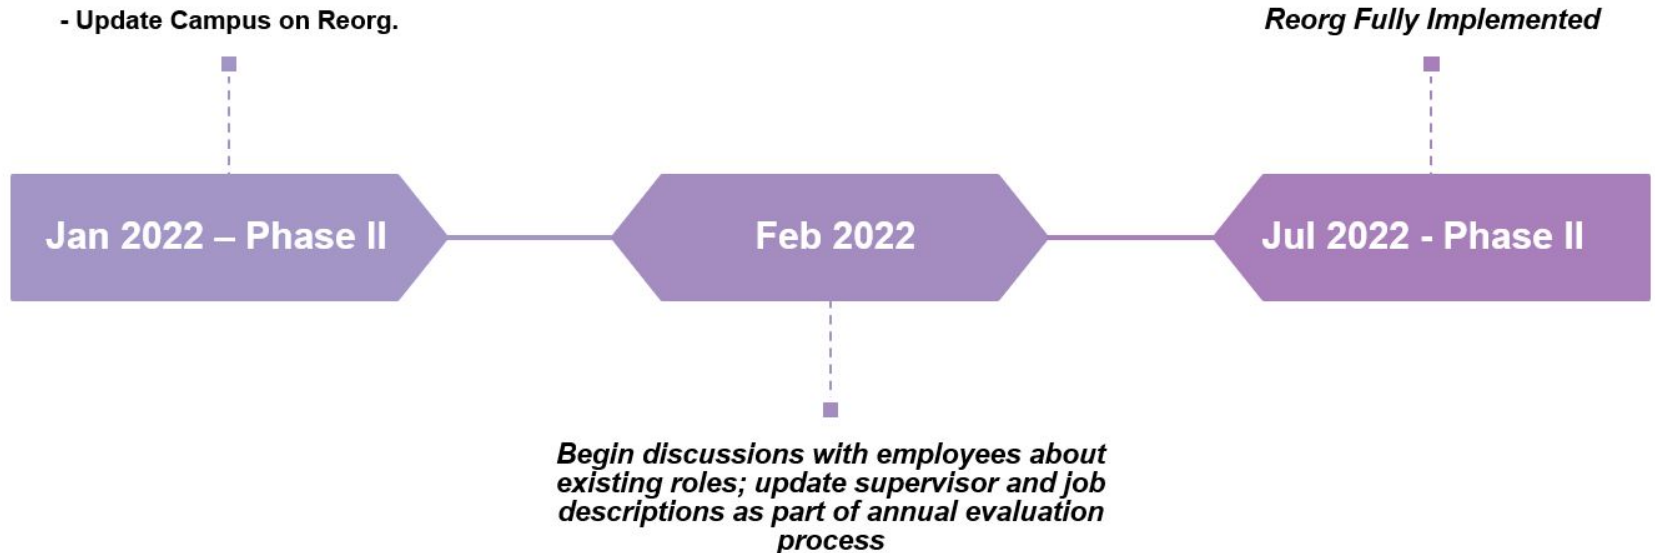 - Update Campus on Reorg.
Reorg Fully Implemented
Jan 2022 – Phase II
Feb 2022
Jul 2022 - Phase II
Begin discussions with employees about
existing roles; update supervisor and job
descriptions as part of annual evaluation
process